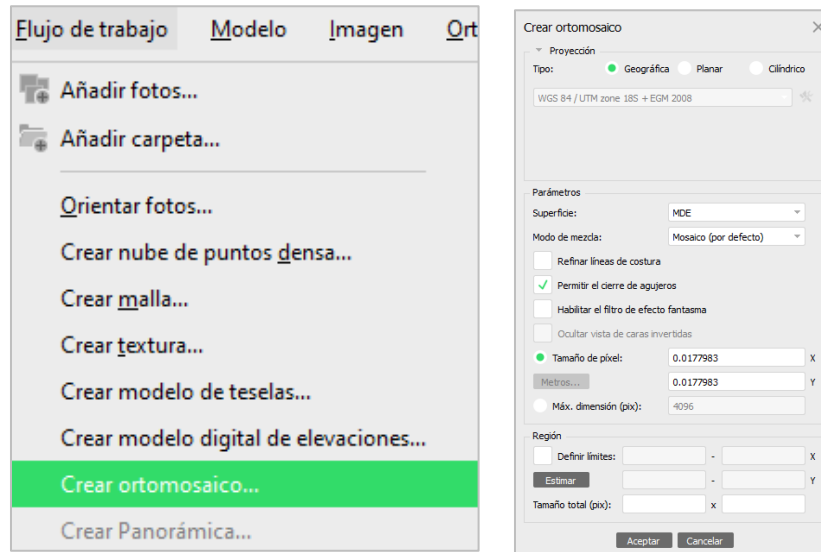 Flujo de trabajo Modelo Imagen Ort
Añadir fotos...
Añadir carpeta...
Orientar fotos...
Crear nube de puntos densa...
Crear malla...
Crear textura...
Crear modelo de teselas...
Crear modelo digital de elevaciones...
Crear ortomosaico...
Crear Panorámica...
Crear ortomosaico
Proyección
Tipo: Geográfica Planar Cilíndrico
WGS 84 / UTM zone 18S + EGM 2008
Parámetros
Superficie: MDE
Modo de mezcla: Mosaico (por defecto)
Refinar líneas de costura
Permitir el cierre de agujeros
Habilitar el filtro de efecto fantasma
Ocultar vista de caras invertidas
Tamaño de píxel: 0.0177983 X
Metros... 0.0177983 Y
Máx. dimensión (pix): 4096
Región
Definir límites: - X
Estimar - Y
Tamaño total (pix): x
Aceptar Cancelar